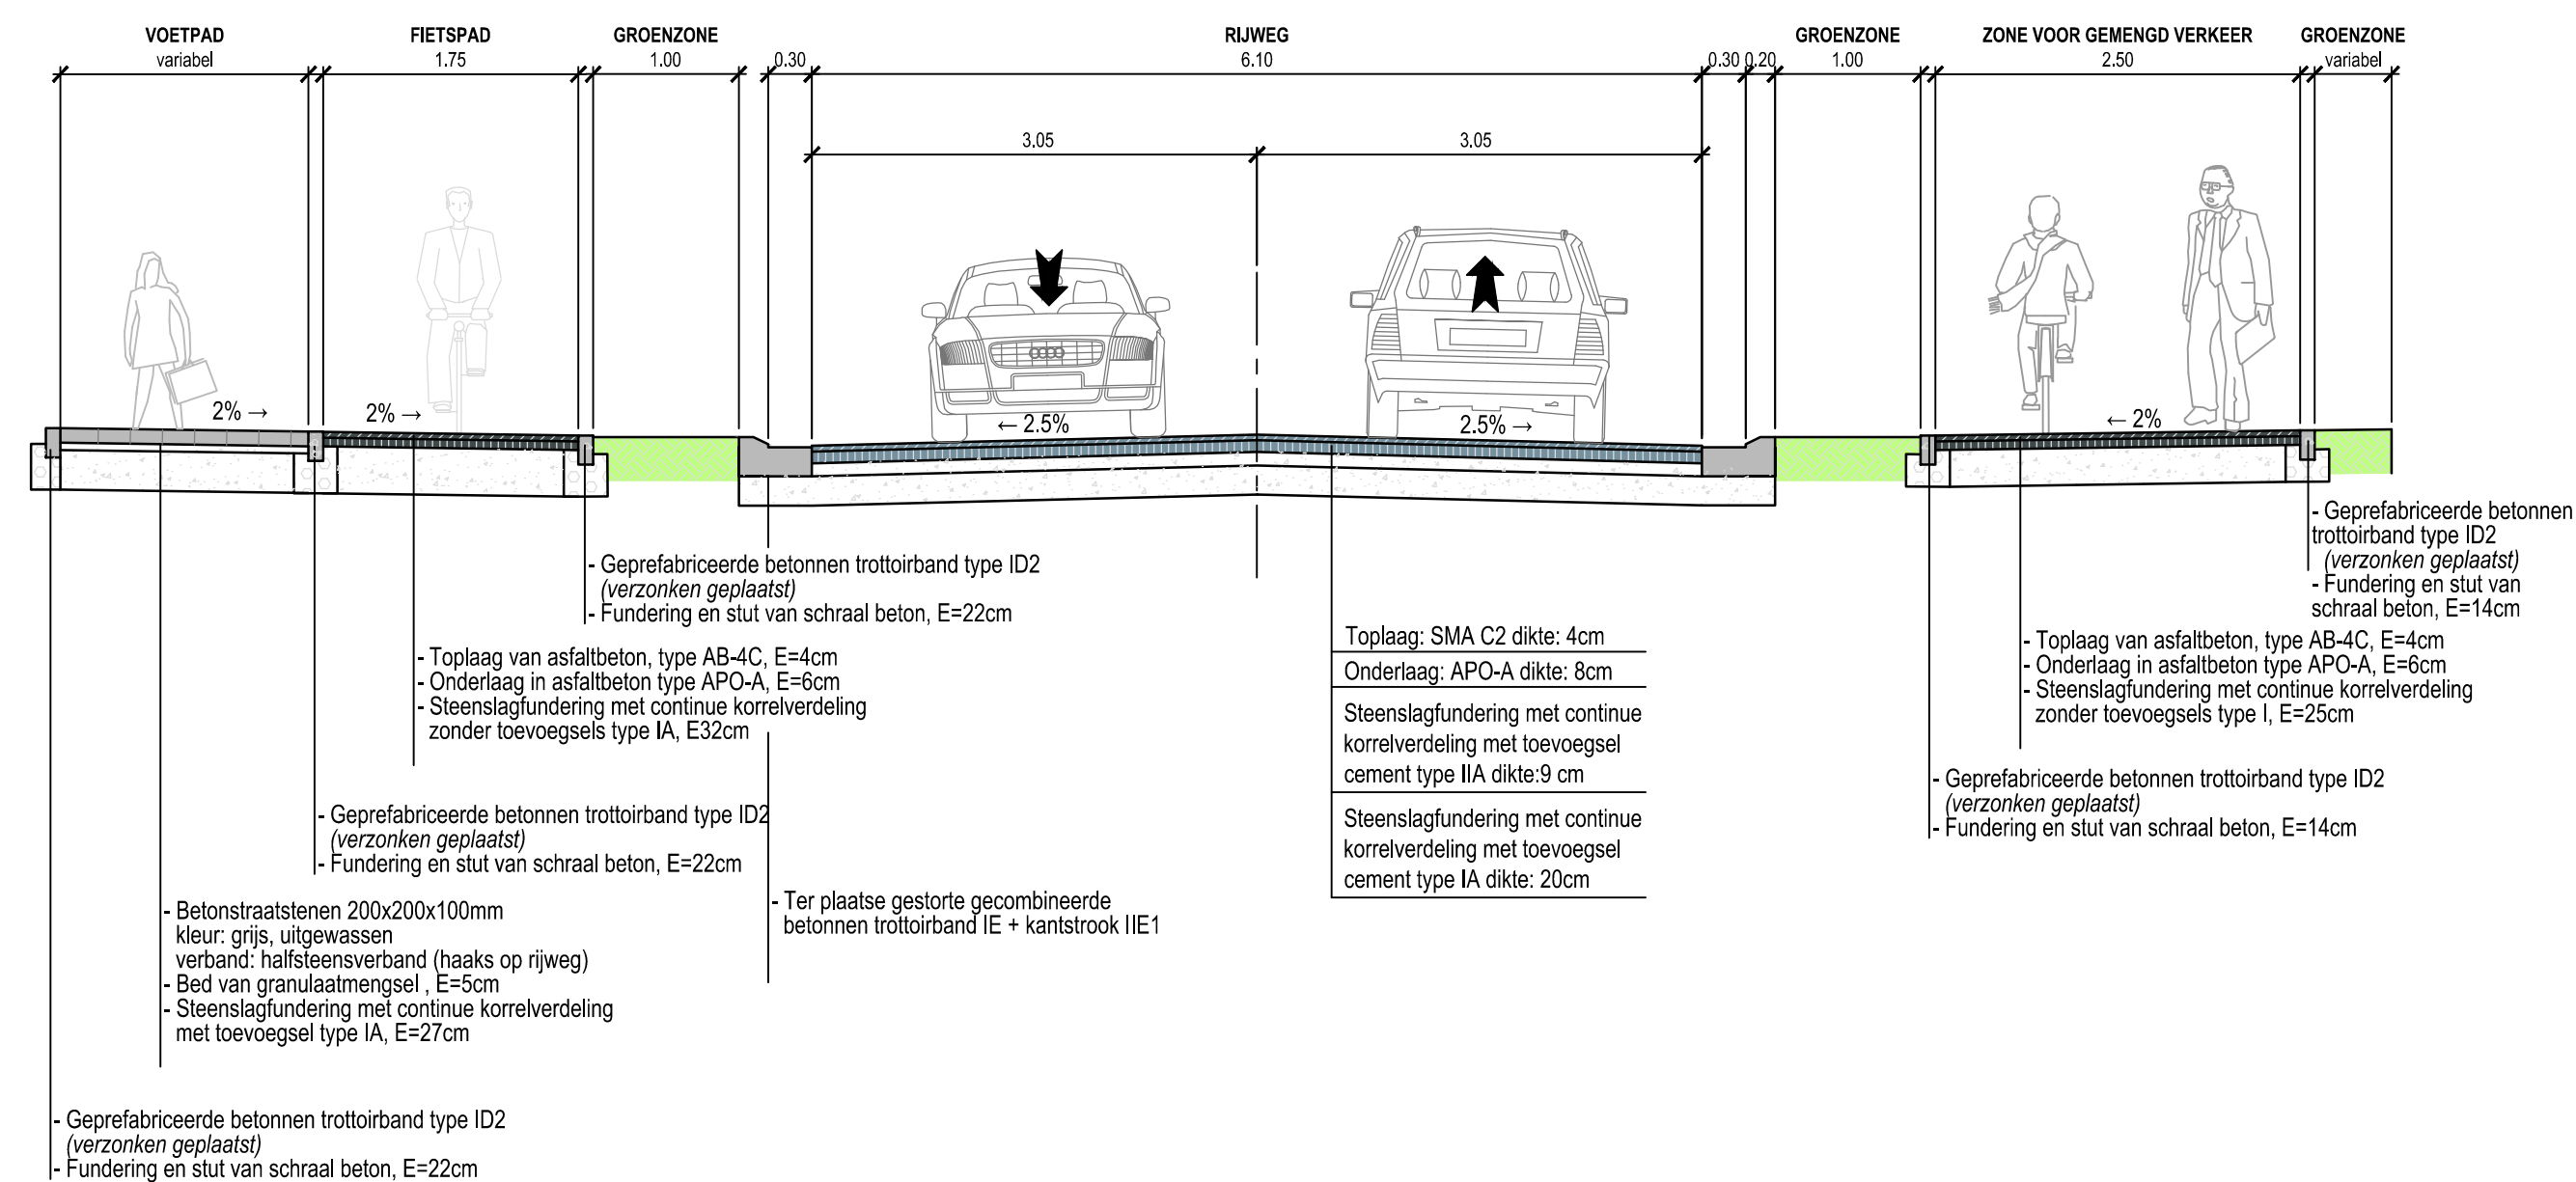 VOETPAD
variabel
FIETSPAD
1.75
GROENZONE
1.00
0.30
RIJWEG
6.10
0.30
0.20
GROENZONE
1.00
ZONE VOOR GEMENGD VERKEER
2.50
GROENZONE
variabel
3.05
3.05
2% →
2% →
← 2.5%
2.5% →
← 2%
- Geprefabriceerde betonnen trottoirband type ID2
(verzonken geplaatst)
- Fundering en stut van schraal beton, E=22cm
- Toplaag van asfaltbeton, type AB-4C, E=4cm
- Onderlaag in asfaltbeton type APO-A, E=6cm
- Steenslagfundering met continue korrelverdeling
zonder toevoegsels type IA, E32cm
- Geprefabriceerde betonnen trottoirband type ID2
(verzonken geplaatst)
- Fundering en stut van schraal beton, E=22cm
- Betonstraatstenen 200x200x100mm
kleur: grijs, uitgewassen
verband: halfsteensverband (haaks op rijweg)
- Bed van granulaatmengsel , E=5cm
- Steenslagfundering met continue korrelverdeling
met toevoegsel type IA, E=27cm
- Geprefabriceerde betonnen trottoirband type ID2
(verzonken geplaatst)
- Fundering en stut van schraal beton, E=22cm
- Ter plaatse gestorte gecombineerde
betonnen trottoirband IE + kantstrook IIE1
Toplaag: SMA C2 dikte: 4cm
Onderlaag: APO-A dikte: 8cm
Steenslagfundering met continue
korrelverdeling met toevoegsel
cement type IIA dikte:9 cm
Steenslagfundering met continue
korrelverdeling met toevoegsel
cement type IA dikte: 20cm
- Geprefabriceerde betonnen
trottoirband type ID2
(verzonken geplaatst)
- Fundering en stut van
schraal beton, E=14cm
- Toplaag van asfaltbeton, type AB-4C, E=4cm
- Onderlaag in asfaltbeton type APO-A, E=6cm
- Steenslagfundering met continue korrelverdeling
zonder toevoegsels type I, E=25cm
- Geprefabriceerde betonnen trottoirband type ID2
(verzonken geplaatst)
- Fundering en stut van schraal beton, E=14cm